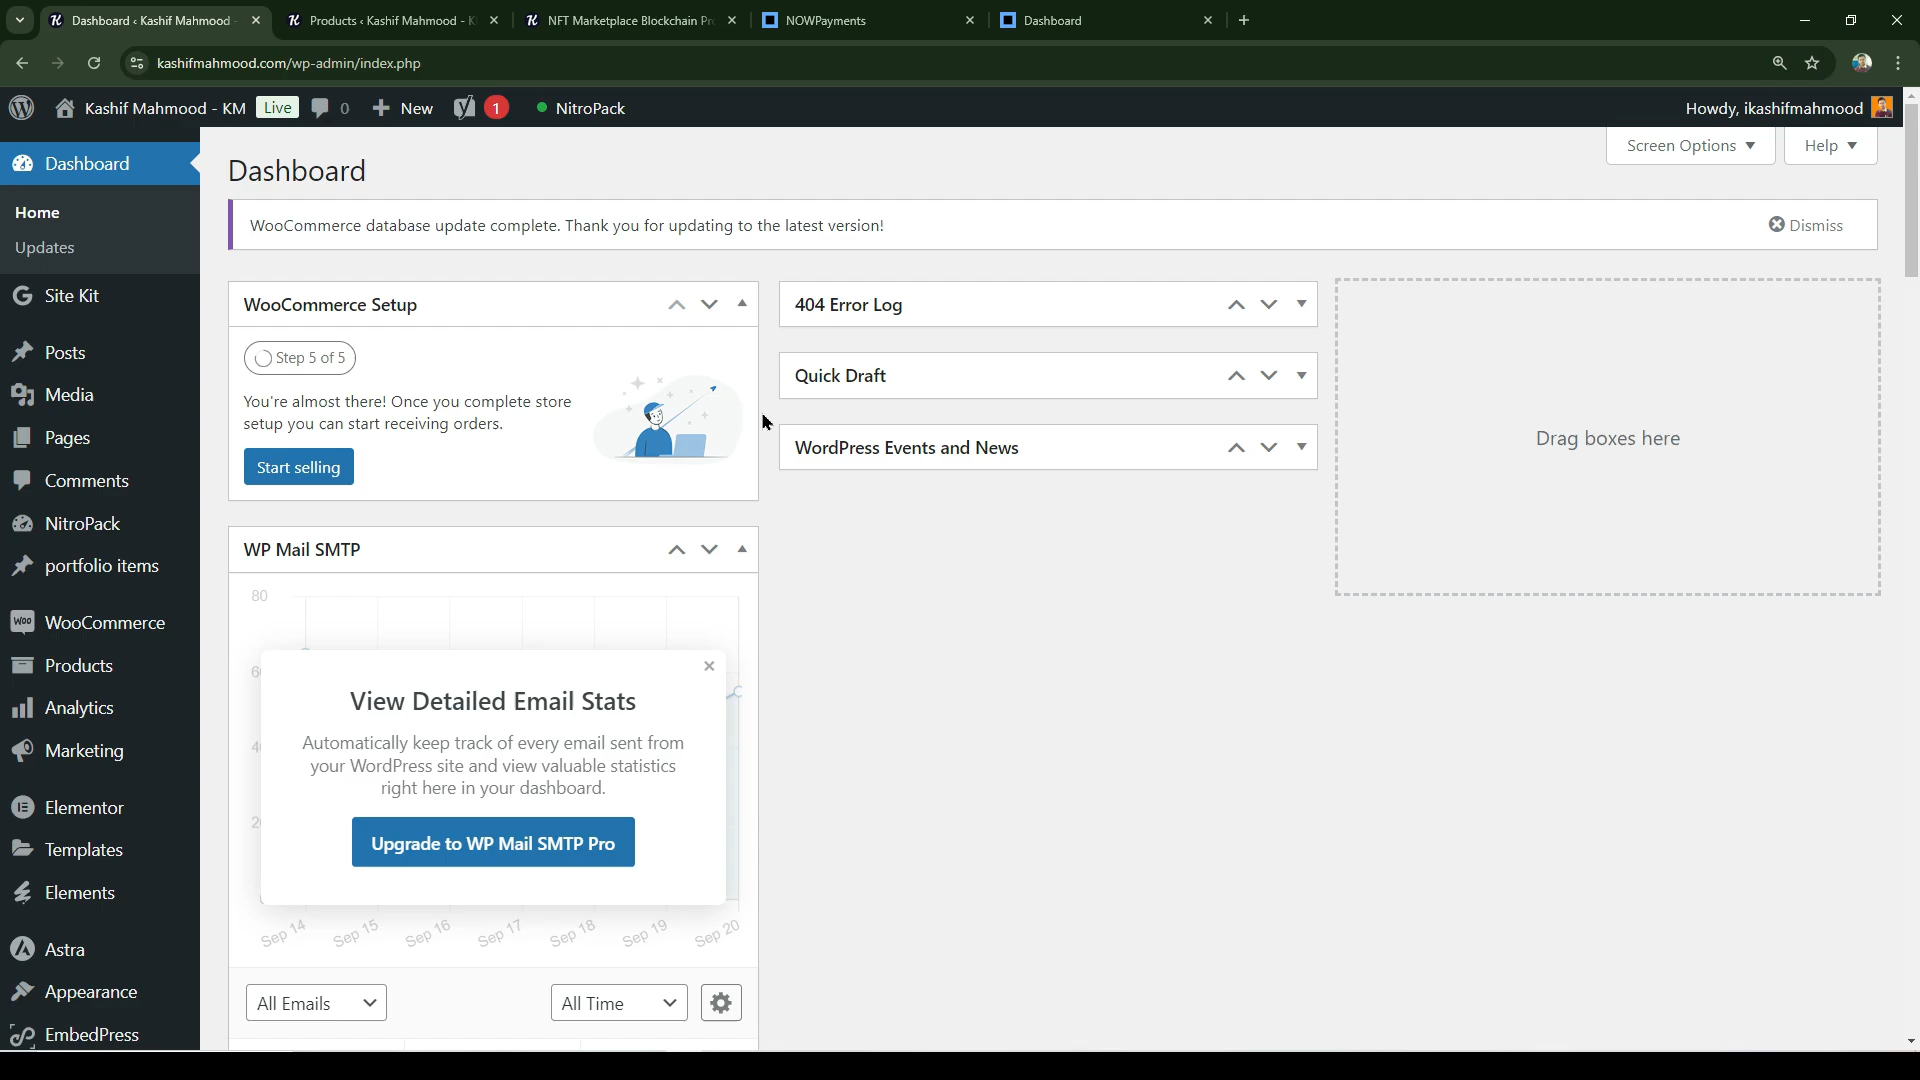 Dashboard ‹ Kashif Mahmood -
Products ‹ Kashif Mahmood - K
NFT Marketplace Blockchain Pr
NOWPayments
Dashboard
kashifmahmood.com/wp-admin/index.php
Kashif Mahmood - KM
Live
0
New
1
NitroPack
Howdy, ikashifmahmood
Screen Options
Help
Dashboard
Home
Updates
Site Kit
Posts
Media
Pages
Comments
NitroPack
portfolio items
WooCommerce
Products
Analytics
Marketing
Elementor
Templates
Elements
Astra
Appearance
EmbedPress
Dashboard
WooCommerce database update complete. Thank you for updating to the latest version!
Dismiss
WooCommerce Setup
Step 5 of 5
You're almost there! Once you complete store
setup you can start receiving orders.
Start selling
404 Error Log
Quick Draft
WordPress Events and News
Drag boxes here
WP Mail SMTP
80
View Detailed Email Stats
Automatically keep track of every email sent from
your WordPress site and view valuable statistics
right here in your dashboard.
Upgrade to WP Mail SMTP Pro
Sep 14
Sep 15
Sep 16
Sep 17
Sep 18
Sep 19
Sep 20
All Emails
All Time